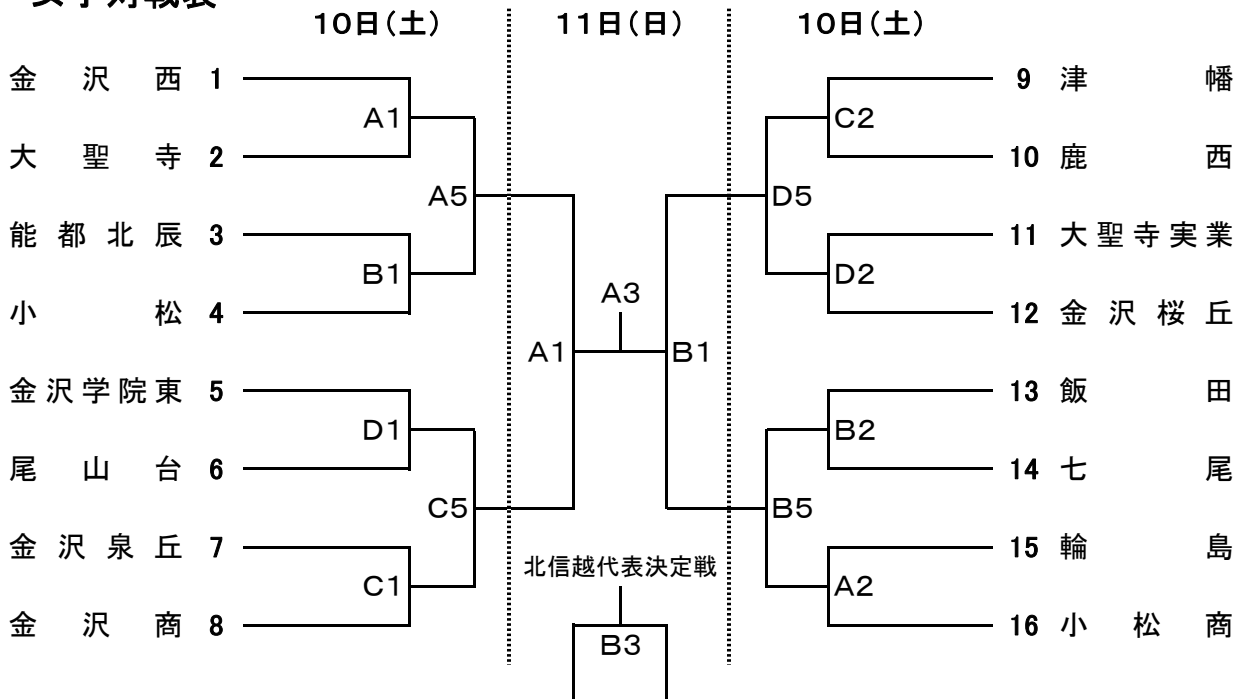 10日(土) 11日(日) 10日(土)
金沢西 1
A1
大聖寺 2
A5
能都北辰 3
B1
小松 4
金沢学院東 5
D1
尾山台 6
C5
金沢泉丘 7
C1
金沢商 8
A1
A3
B1
北信越代表決定戦
B3
9 津幡
C2
10 鹿西
D5
11 大聖寺実業
D2
12 金沢桜丘
13 飯田
B2
14 七尾
B5
15 輪島
A2
16 小松商